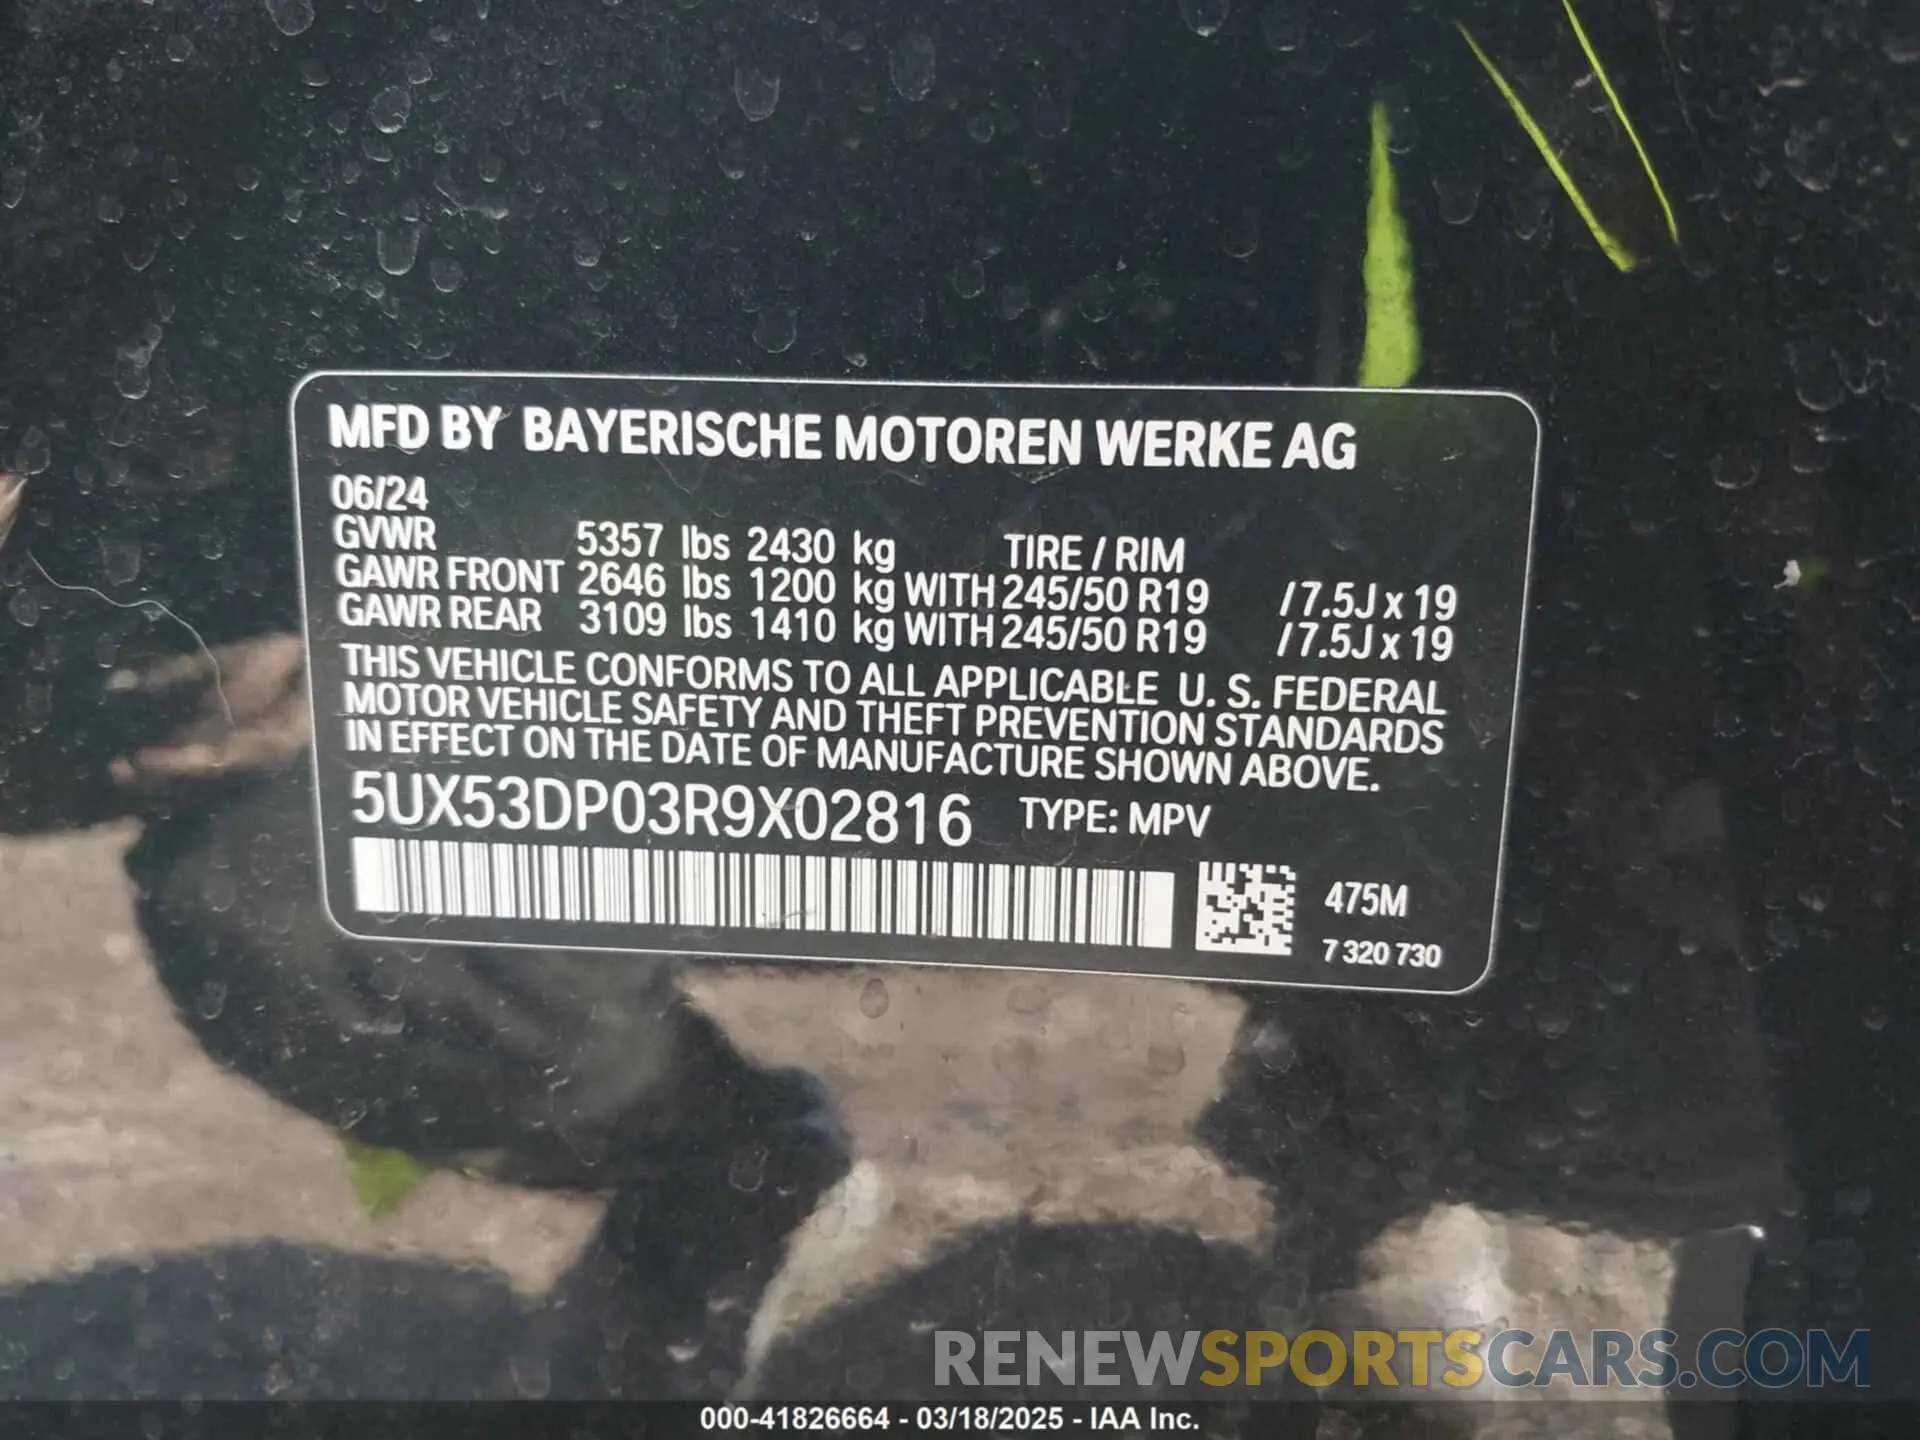 MFD BY BAYERISCHE MOTOREN WERKE AG
06/24
GVWR 5357 lbs 2430 kg TIRE / RIM
GAWR FRONT 2646 lbs 1200 kg WITH 245/50 R19 / 7.5J x 19
GAWR REAR 3109 lbs 1410 kg WITH 245/50 R19 / 7.5J x 19
THIS VEHICLE CONFORMS TO ALL APPLICABLE U. S. FEDERAL
MOTOR VEHICLE SAFETY AND THEFT PREVENTION STANDARDS
IN EFFECT ON THE DATE OF MANUFACTURE SHOWN ABOVE.
5UX53DP03R9X02816 TYPE: MPV
475M
7 320 730
RENEWSPORTSCARS.COM
000-41826664 - 03/18/2025 - IAA Inc.